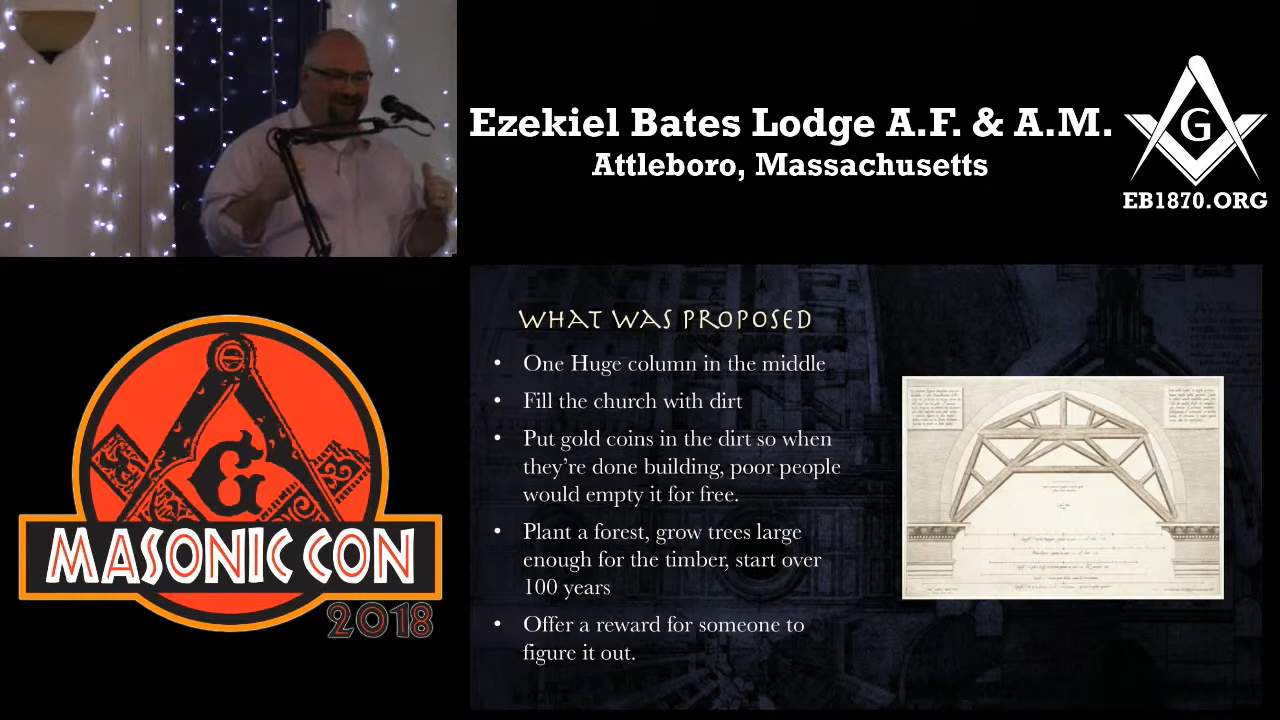 Ezekiel Bates Lodge A.F. & A.M.
Attleboro, Massachusetts
G
EB1870.ORG
G
MASONIC CON
2018
WHAT WAS PROPOSED
• One Huge column in the middle
• Fill the church with dirt
• Put gold coins in the dirt so when
they're done building, poor people
would empty it for free.
• Plant a forest, grow trees large
enough for the timber, start over
100 years
• Offer a reward for someone to
figure it out.